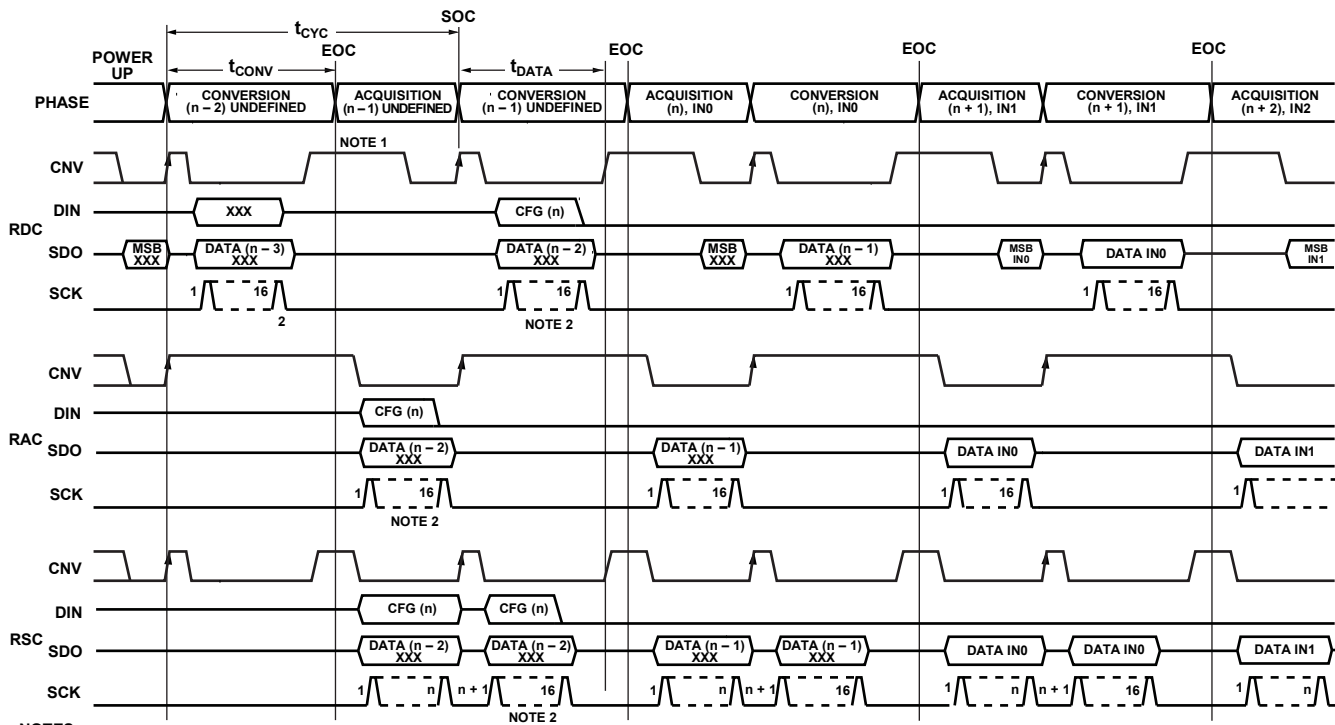 SOC
tCYC
EOC EOC EOC EOC
POWER
UP
tCONV tDATA
PHASE
CONVERSION
(n – 2) UNDEFINED
ACQUISITION
(n – 1) UNDEFINED
CONVERSION
(n – 1) UNDEFINED
ACQUISITION
(n), IN0
CONVERSION
(n), IN0
ACQUISITION
(n + 1), IN1
CONVERSION
(n + 1), IN1
ACQUISITION
(n + 2), IN2
NOTE 1
CNV
DIN XXX CFG (n)
RDC
SDO
MSB
XXX
DATA (n – 3)
XXX
DATA (n – 2)
XXX
MSB
XXX
DATA (n – 1)
XXX
MSB
IN0
DATA IN0
MSB
IN1
SCK 1 16 1 16 1 16 1 16
2 NOTE 2
CNV
DIN CFG (n)
RAC
SDO
DATA (n – 2)
XXX
DATA (n – 1)
XXX
DATA IN0 DATA IN1
SCK 1 16 1 16 1 16 1
NOTE 2
CNV
DIN CFG (n) CFG (n)
RSC
SDO
DATA (n – 2)
XXX
DATA (n – 2)
XXX
DATA (n – 1)
XXX
DATA (n – 1)
XXX
DATA IN0 DATA IN0 DATA IN1
SCK 1 n n + 1 16 1 n n + 1 16 1 n n + 1 16 1 n
NOTE 2